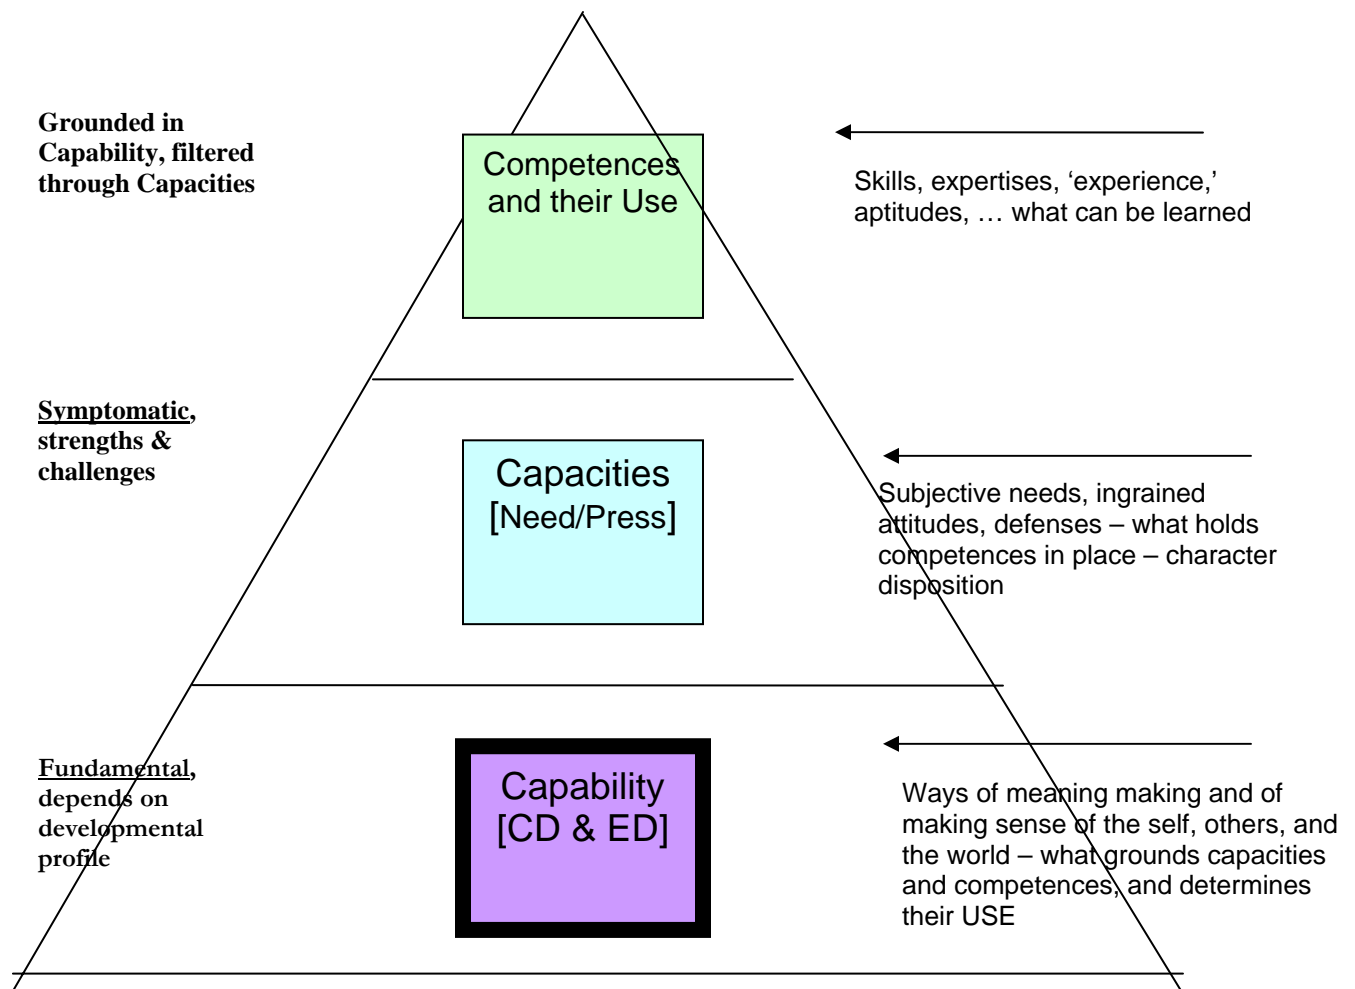 Grounded in
Capability, filtered
through Capacities
Competences
and their Use
Skills, expertises, ‘experience,’
aptitudes, … what can be learned
Symptomatic,
strengths &
challenges
Capacities
[Need/Press]
Subjective needs, ingrained
attitudes, defenses – what holds
competences in place – character
disposition
Fundamental,
depends on
developmental
profile
Capability
[CD & ED]
Ways of meaning making and of
making sense of the self, others, and
the world – what grounds capacities
and competences, and determines
their USE